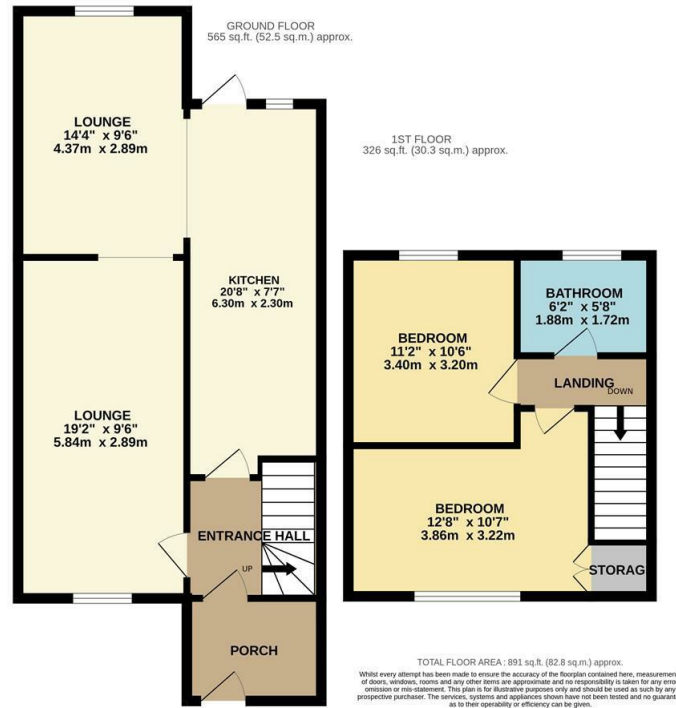 GROUND FLOOR
565 sq.ft. (52.5 sq.m.) approx.
LOUNGE
14'4" x 9'6"
4.37m x 2.89m
KITCHEN
20'8" x 7'7"
6.30m x 2.30m
LOUNGE
19'2" x 9'6"
5.84m x 2.89m
ENTRANCE HALL
UP
PORCH
1ST FLOOR
326 sq.ft. (30.3 sq.m.) approx.
BATHROOM
6'2" x 5'8"
1.88m x 1.72m
BEDROOM
11'2" x 10'6"
3.40m x 3.20m
LANDING
DOWN
BEDROOM
12'8" x 10'7"
3.86m x 3.22m
STORAG
TOTAL FLOOR AREA : 891 sq.ft. (82.8 sq.m.) approx.
Whilst every attempt has been made to ensure the accuracy of the floorplan contained here, measuremen
of doors, windows, rooms and any other items are approximate and no responsibility is taken for any erro
omission or mis-statement. This plan is for illustrative purposes only and should be used as such by any
prospective purchaser. The services, systems and appliances shown have not been tested and no guarant
as to their operability or efficiency can be given.